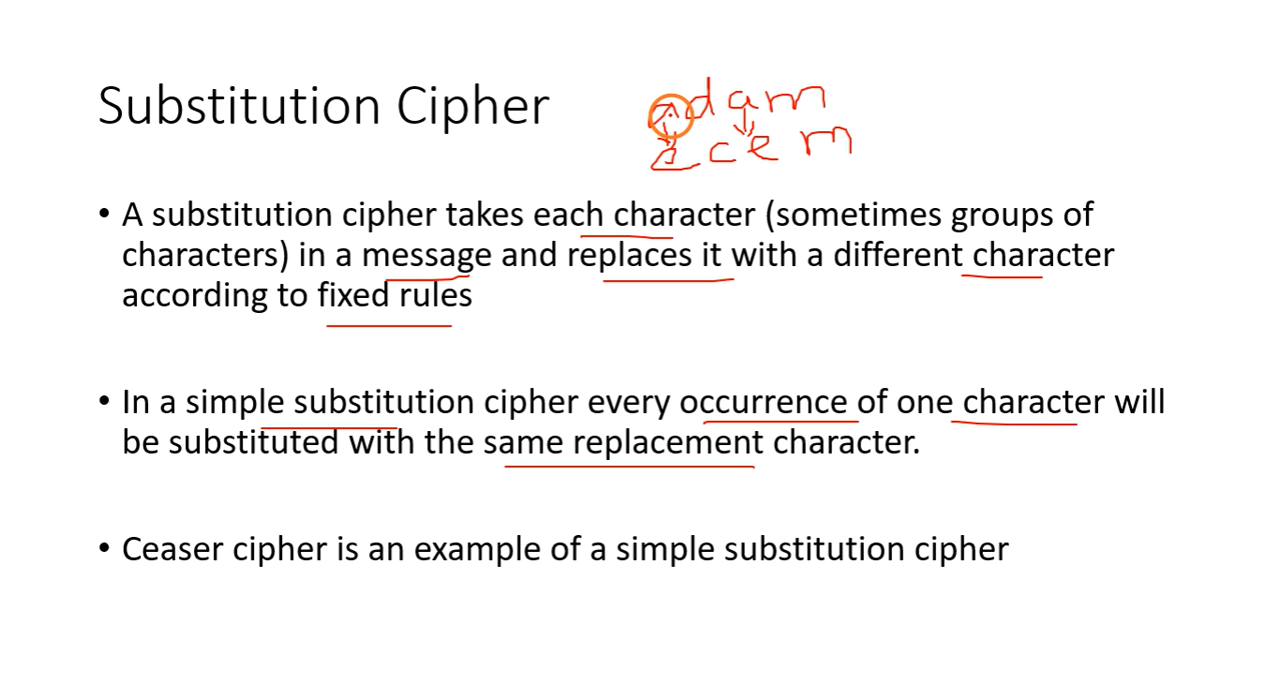 Substitution Cipher
adam
cem
• A substitution cipher takes each character (sometimes groups of
characters) in a message and replaces it with a different character
according to fixed rules
• In a simple substitution cipher every occurrence of one character will
be substituted with the same replacement character.
• Ceaser cipher is an example of a simple substitution cipher